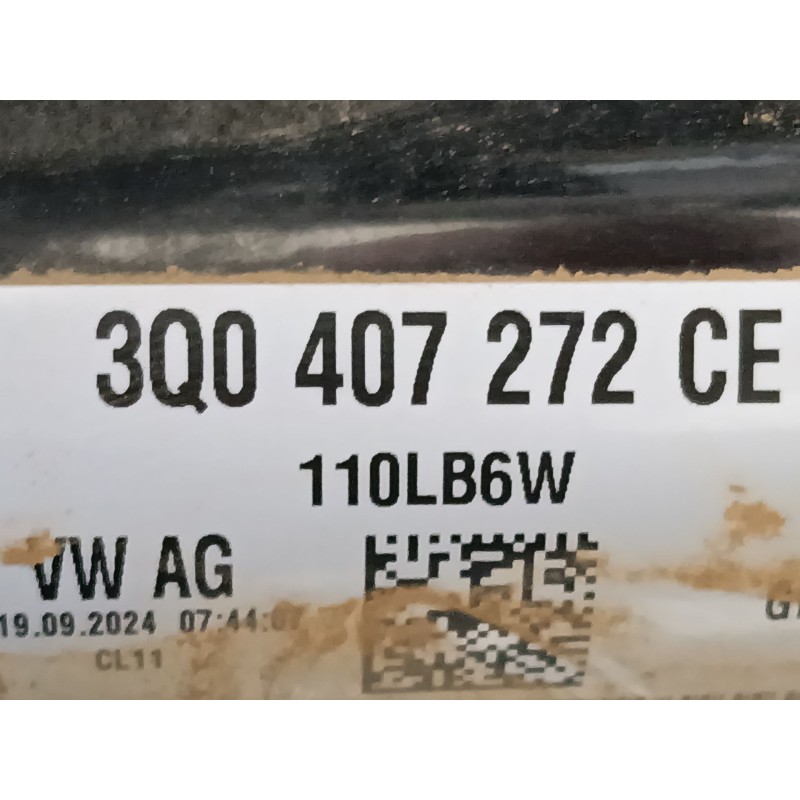 3Q0 407 272 CE
110LB6W
VW AG
19.09.2024 07:44:0
CL11